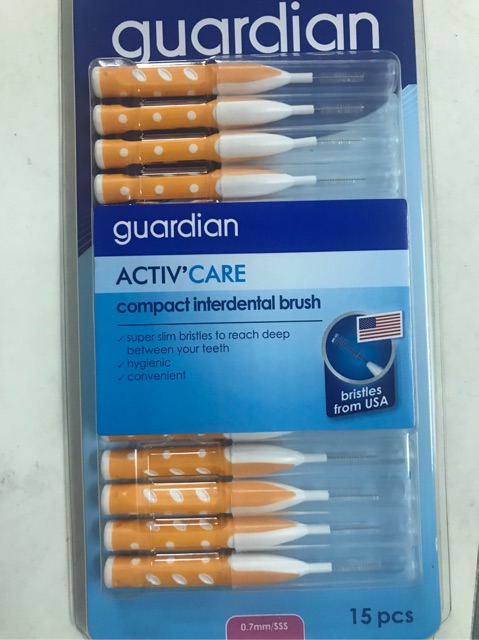 guardian
guardian
ACTIV'CARE
compact interdental brush
✓ super slim bristles to reach deep
between your teeth
✓ hygienic
✓ convenient
bristles
from USA
15 pcs
0.7mm/SSS